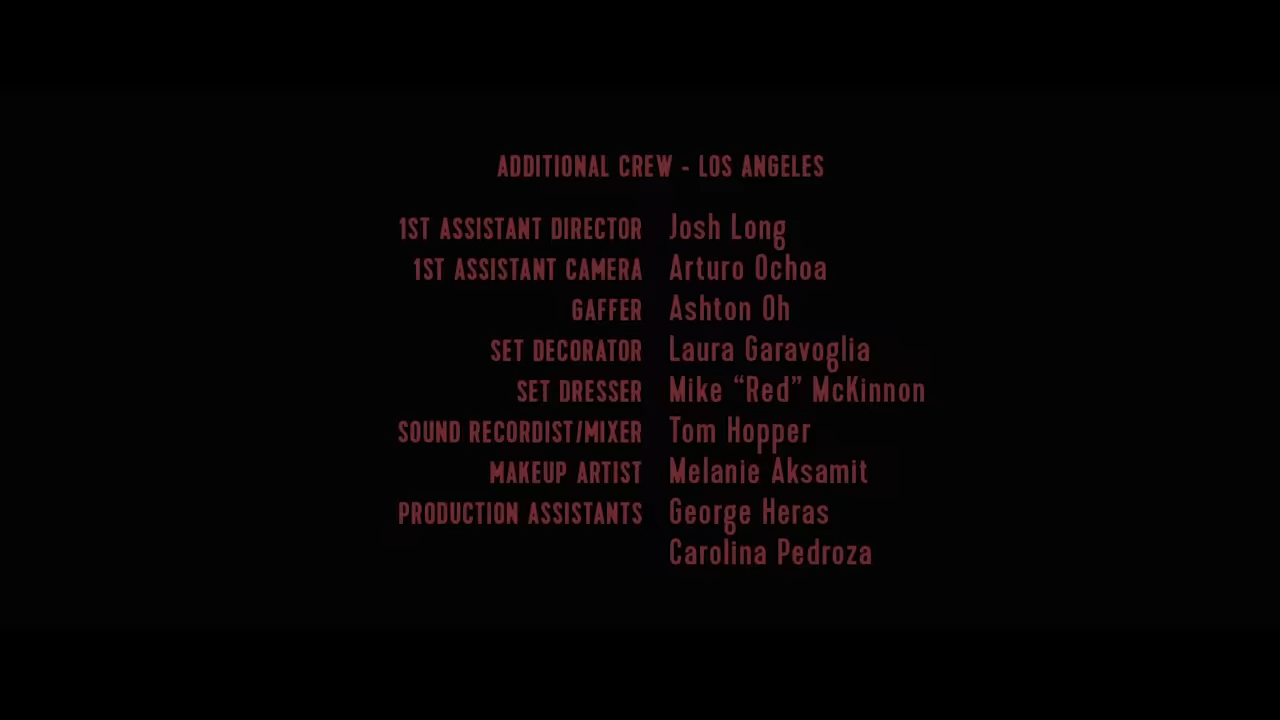 ADDITIONAL CREW - LOS ANGELES
1ST ASSISTANT DIRECTOR Josh Long
1ST ASSISTANT CAMERA Arturo Ochoa
GAFFER Ashton Oh
SET DECORATOR Laura Garavoglia
SET DRESSER Mike “Red” McKinnon
SOUND RECORDIST/MIXER Tom Hopper
MAKEUP ARTIST Melanie Aksamit
PRODUCTION ASSISTANTS George Heras
Carolina Pedroza